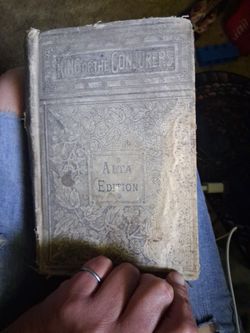 KING OF THE CONJURERS
ALTA
EDITION